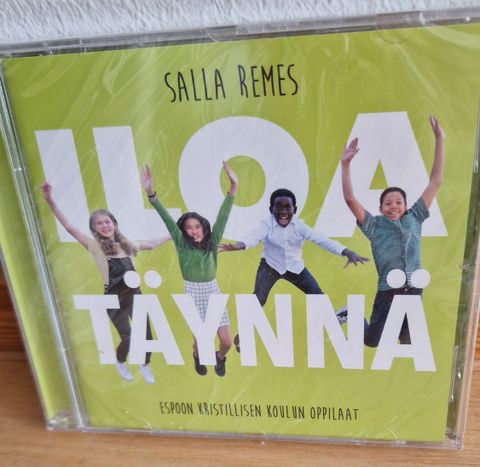 SALLA REMES
ILOA
TÄYNNÄ
ESPOON KRISTILLISEN KOULUN OPPILAAT